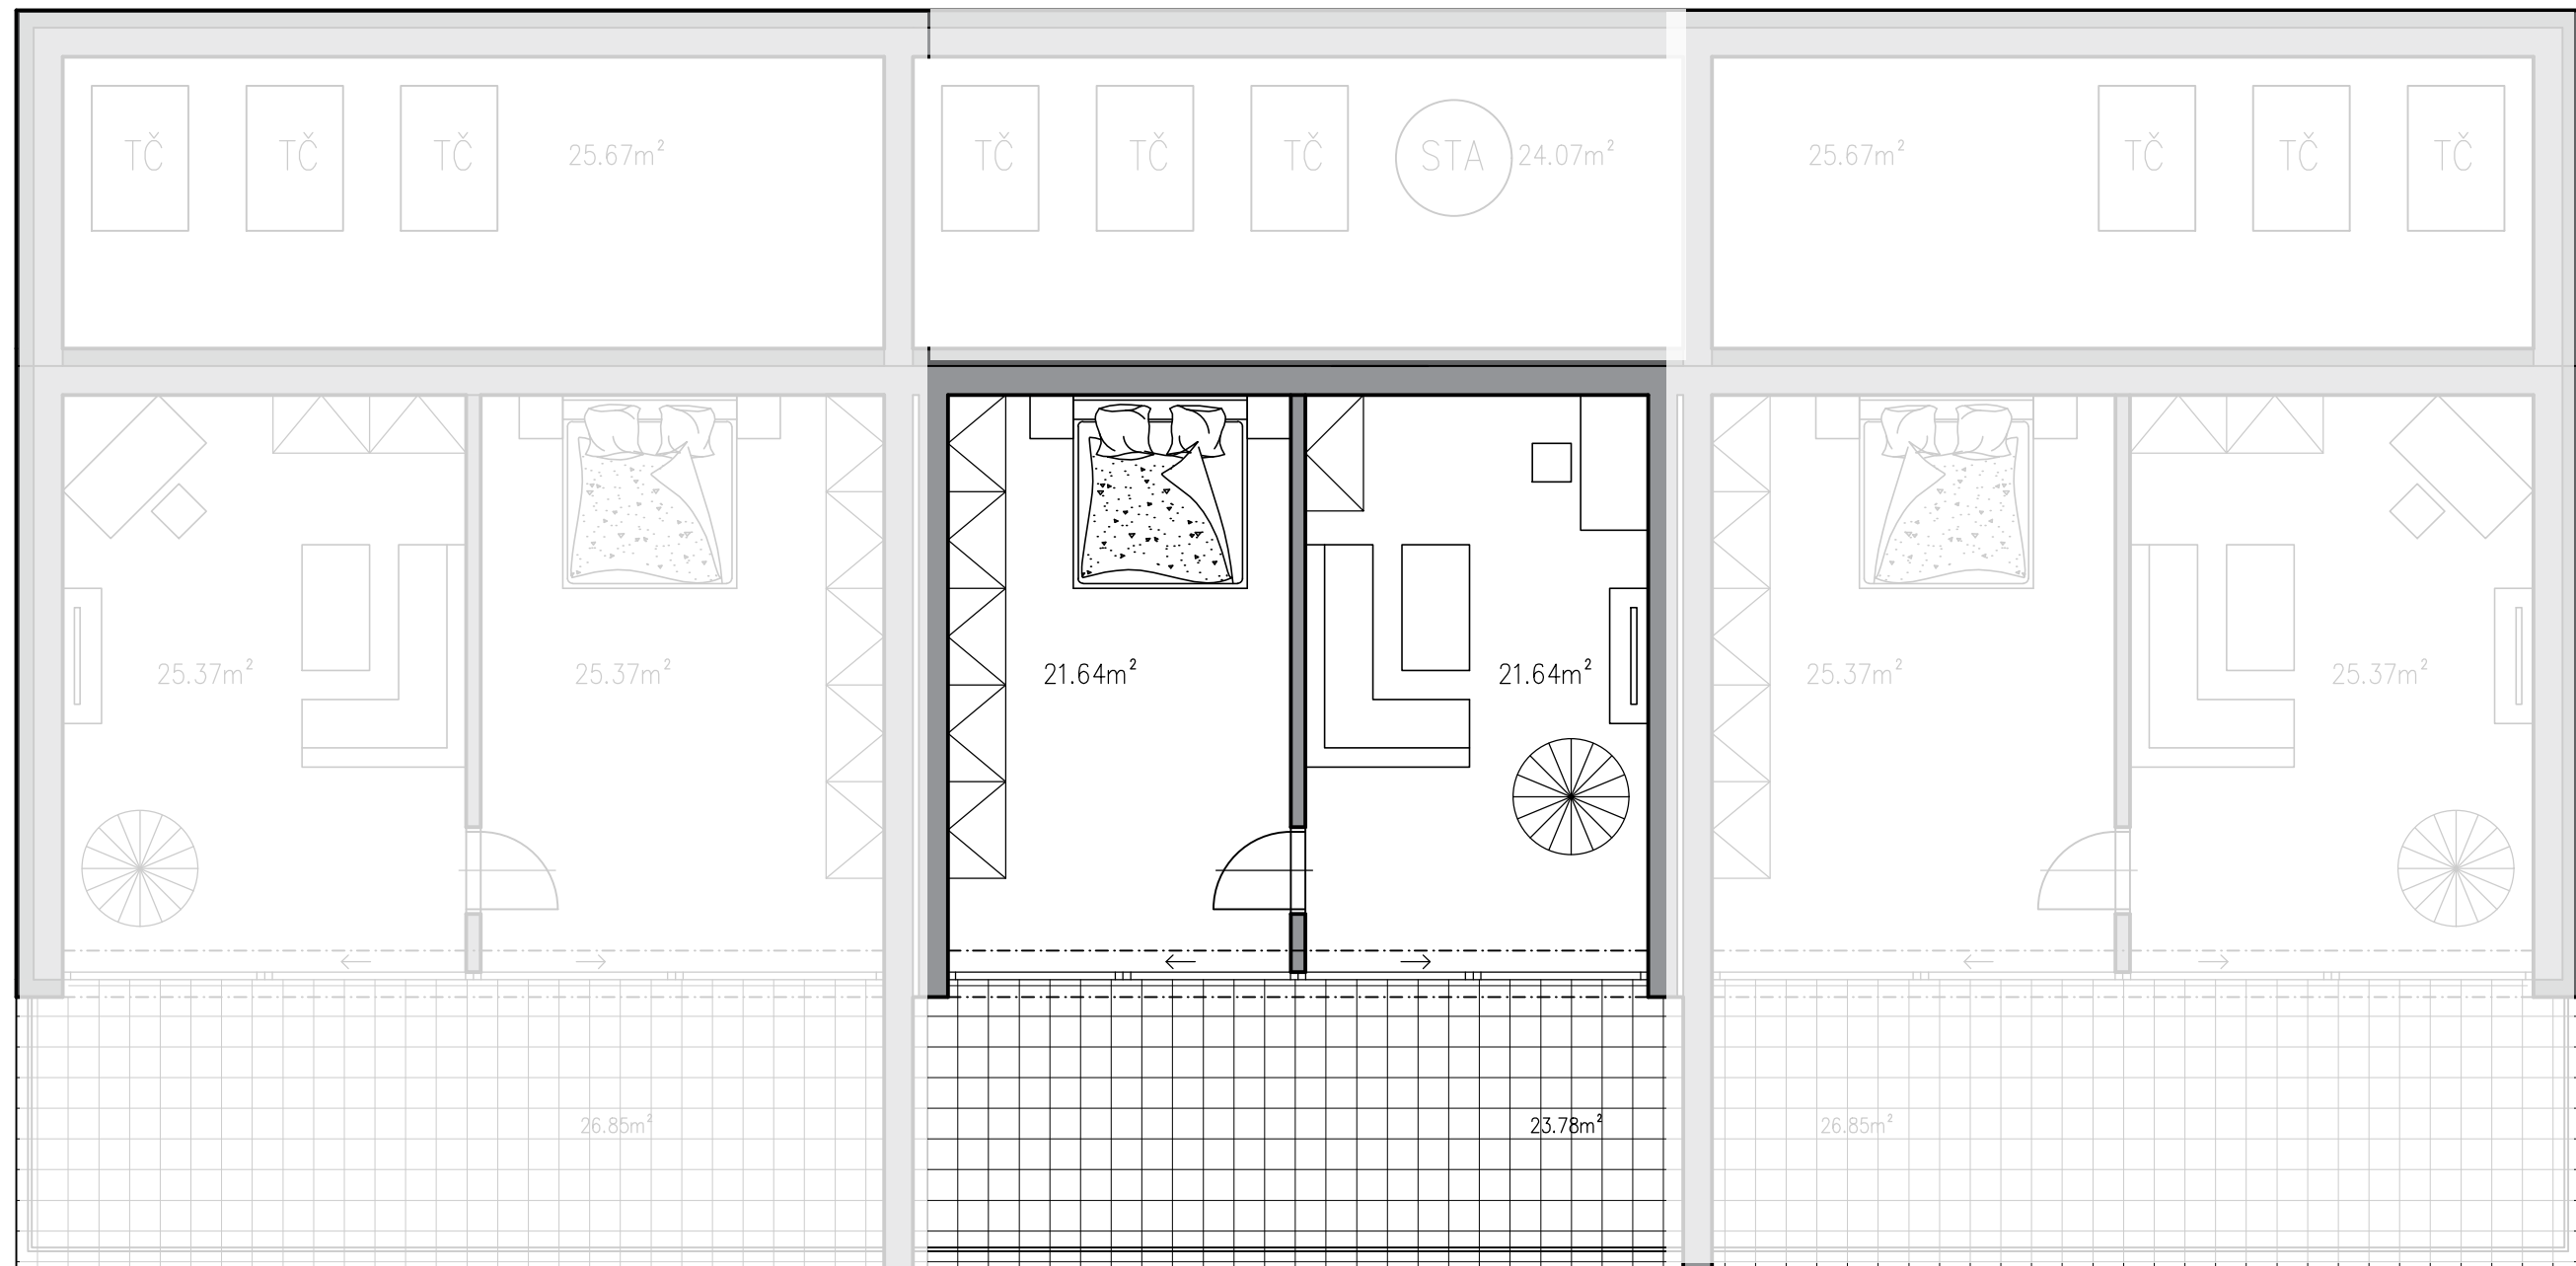 TČ TČ TČ 25.67m²
TČ TČ TČ STA 24.07m²
25.67m² TČ TČ TČ
25.37m² 25.37m²
21.64m² 21.64m²
25.37m² 25.37m²
26.85m²
23.78m²
26.85m²